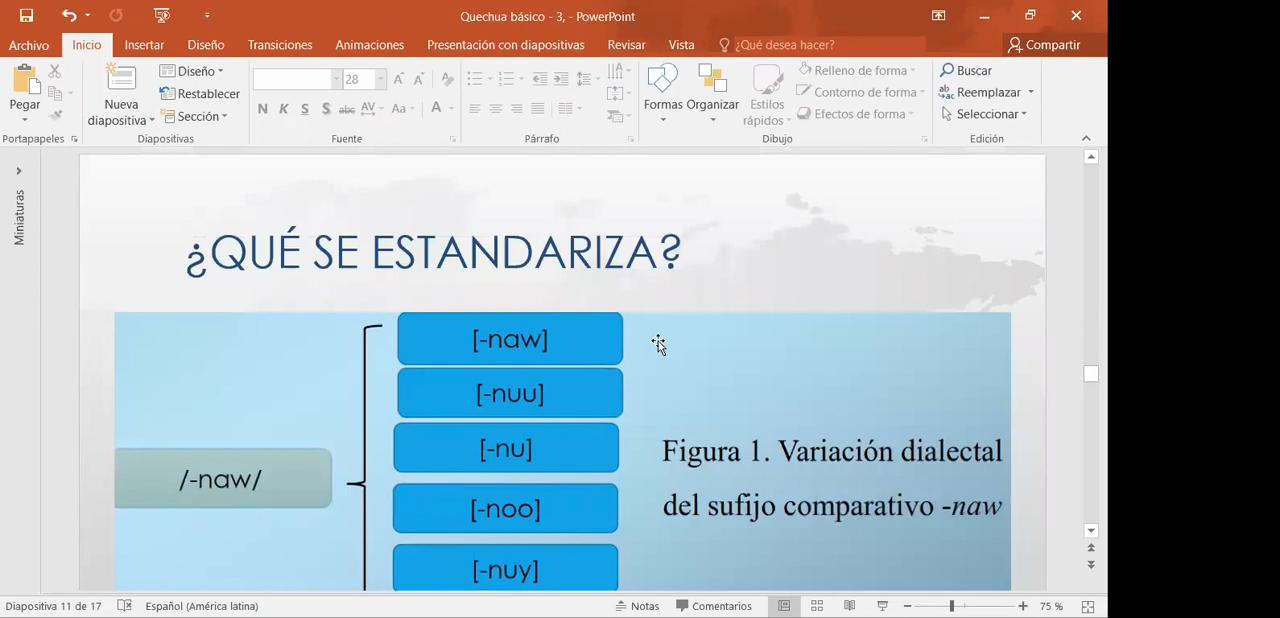 Quechua básico - 3, - PowerPoint
Archivo Inicio Insertar Diseño Transiciones Animaciones Presentación con diapositivas Revisar Vista ¿Qué desea hacer? Compartir
Pegar
Nueva diapositiva
Diseño
Restablecer
Sección
28
N K S S abc AV Aa A
Formas Organizar Estilos rápidos
Relleno de forma
Contorno de forma
Efectos de forma
Buscar
Reemplazar
Seleccionar
Portapapeles Diapositivas Fuente Párrafo Dibujo Edición
Miniaturas
¿QUÉ SE ESTANDARIZA?
/-naw/
[-naw]
[-nuu]
[-nu]
[-noo]
[-nuy]
Figura 1. Variación dialectal
del sufijo comparativo -naw
Diapositiva 11 de 17 Español (América latina) Notas Comentarios 75 %